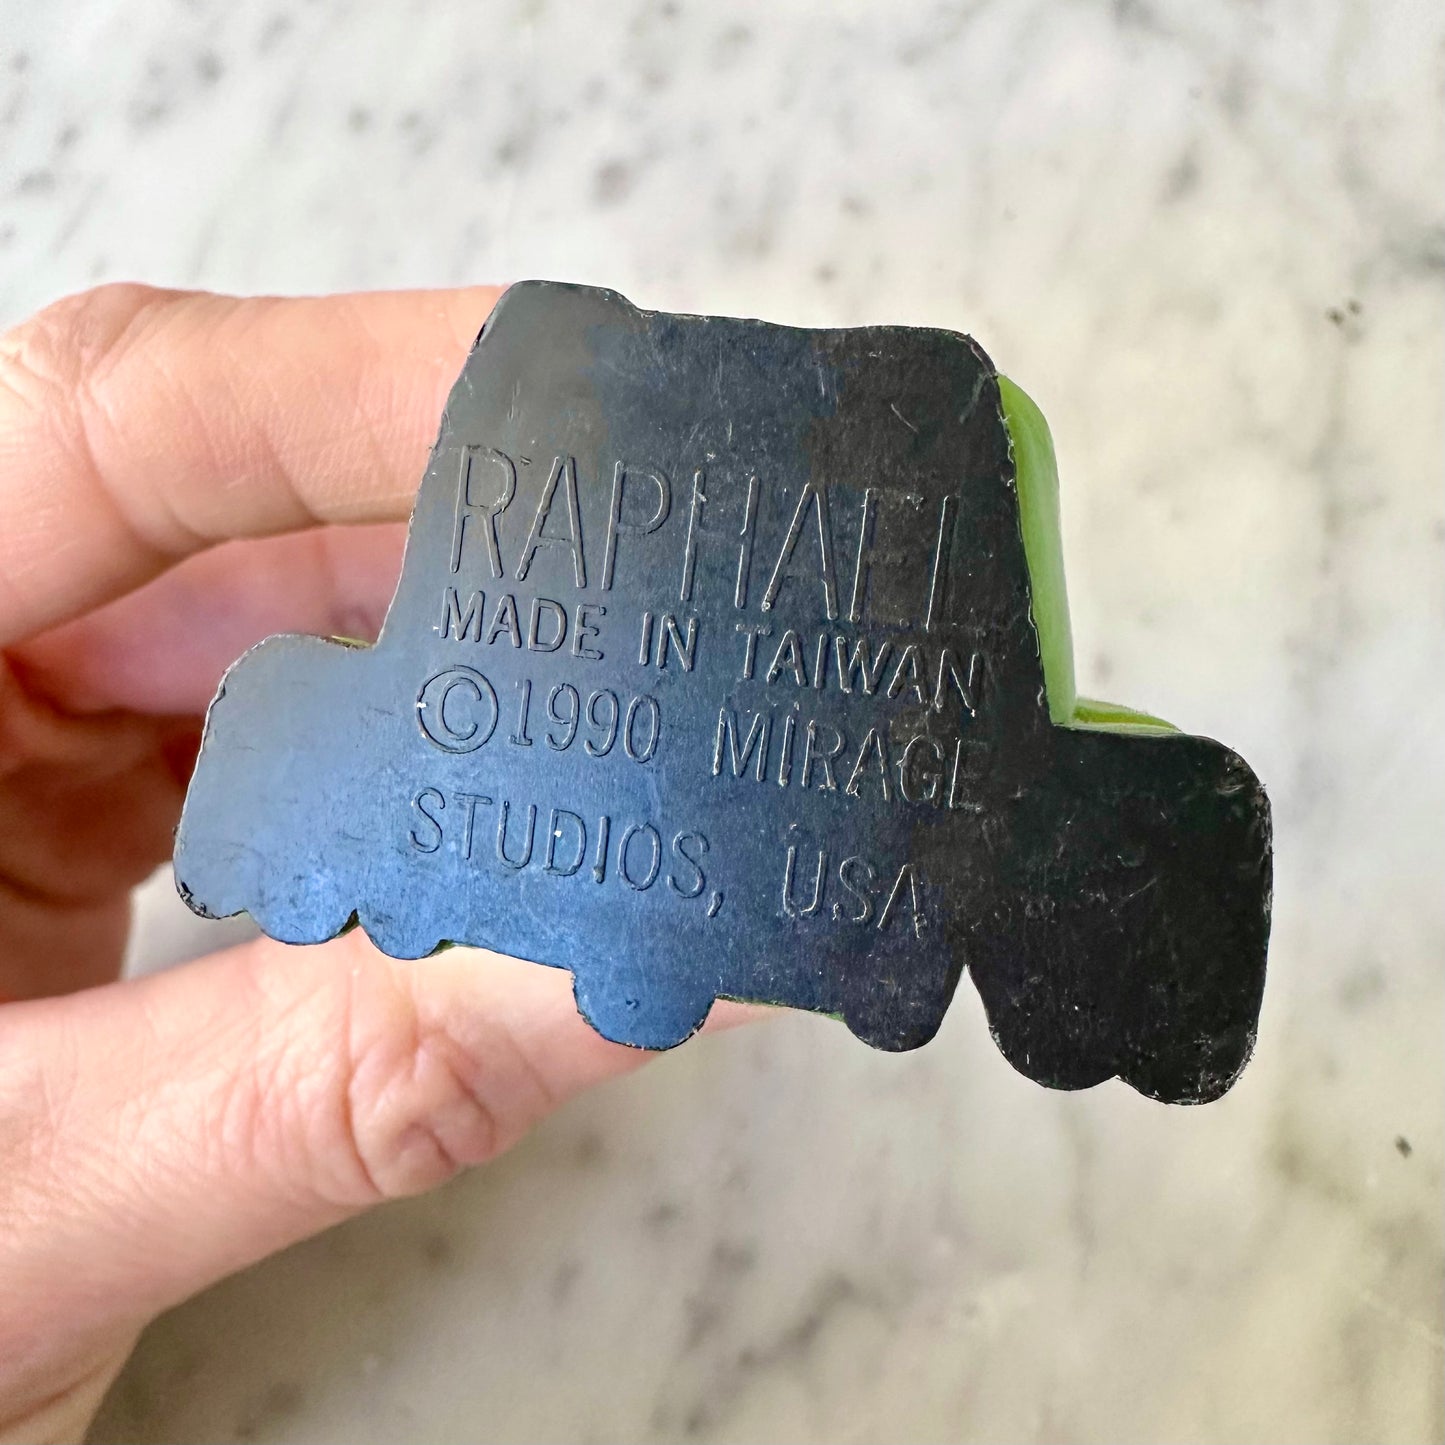 RAPHAEL
MADE IN TAIWAN
©1990 MIRAGE
STUDIOS, USA